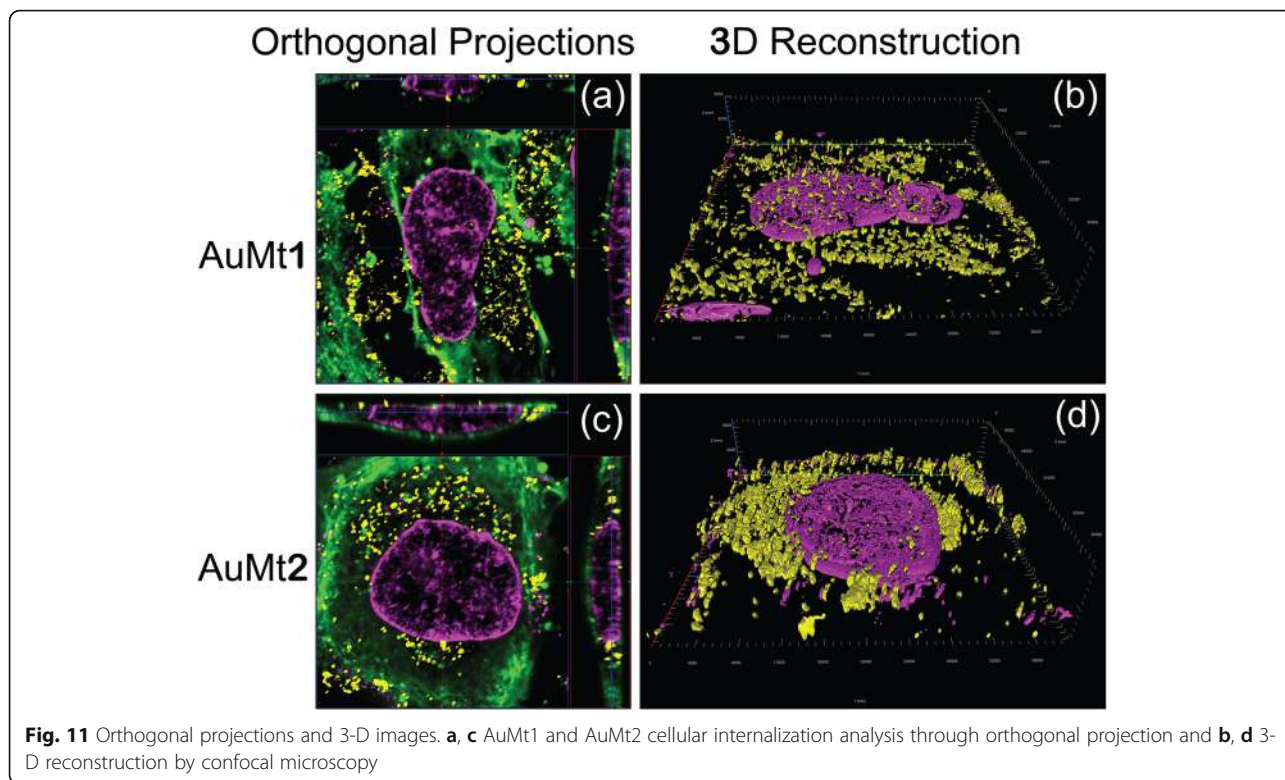 Orthogonal Projections 3D Reconstruction
(a) (b)
AuMt1
(c) (d)
AuMt2
Fig. 11 Orthogonal projections and 3-D images. a, c AuMt1 and AuMt2 cellular internalization analysis through orthogonal projection and b, d 3-
D reconstruction by confocal microscopy